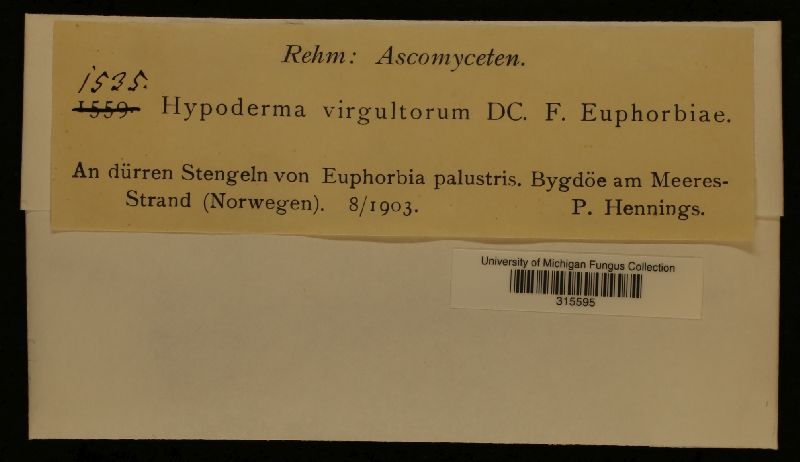 Rehm: Ascomyceten.
1535.
1559. Hypoderma virgultorum DC. F. Euphorbiae.
An dürren Stengeln von Euphorbia palustris. Bygdöe am Meeres-
Strand (Norwegen). 8/1903. P. Hennings.
University of Michigan Fungus Collection
315595